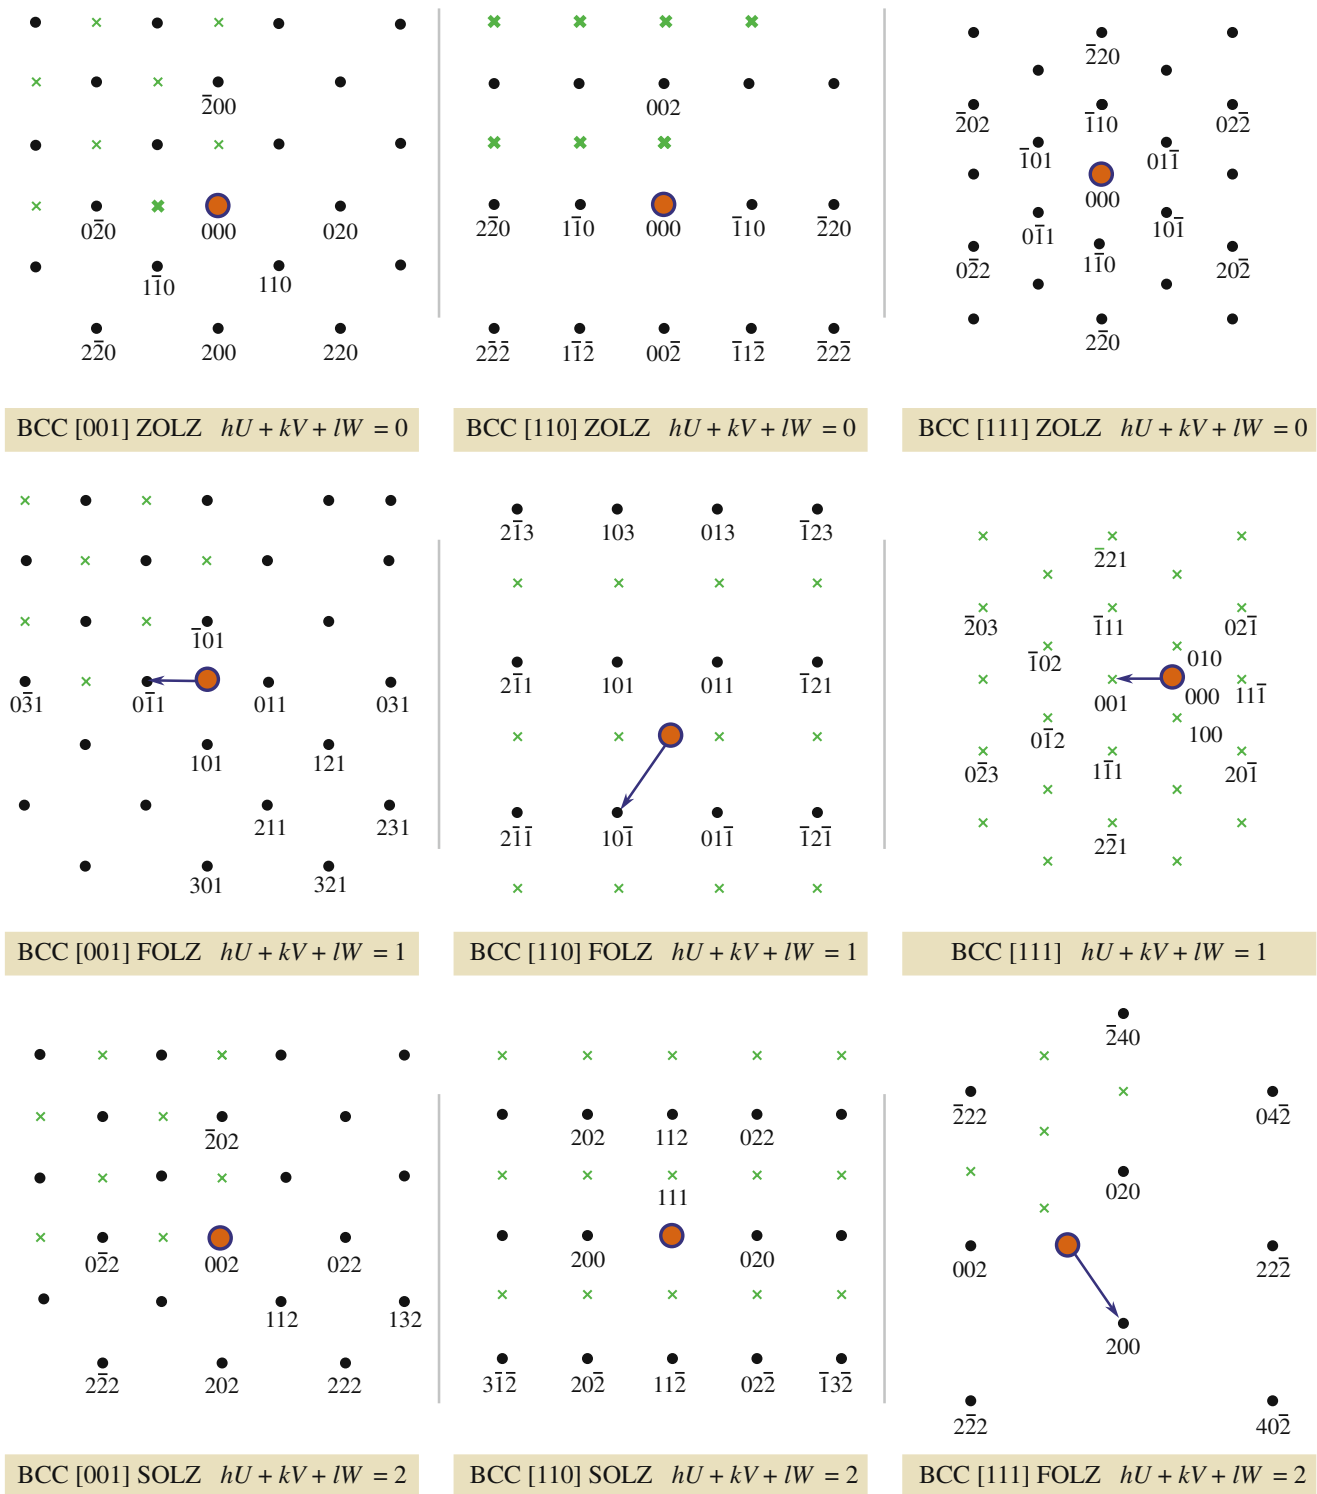 2̅00
02̅0 000 020
11̅0 110
22̅0 200 220
BCC [001] ZOLZ hU + kV + lW = 0
002
22̅0 11̅0 000 1̅10 2̅20
22̅2̅ 11̅2̅ 002̅ 1̅12̅ 2̅22̅
BCC [110] ZOLZ hU + kV + lW = 0
2̅20
2̅02 1̅10 022̅
1̅01 011̅
000
01̅1 101̅
02̅2 11̅0 202̅
22̅0
BCC [111] ZOLZ hU + kV + lW = 0
1̅01
03̅1 01̅1 011 031
101 121
211 231
301 321
BCC [001] FOLZ hU + kV + lW = 1
21̅3 103 013 1̅23
21̅1 101 011 1̅21
21̅1̅ 101̅ 011̅ 1̅21̅
BCC [110] FOLZ hU + kV + lW = 1
2̅21
2̅03 1̅11 021̅
1̅02 010
001 000 111̅
01̅2 100
02̅3 11̅1 201̅
22̅1
BCC [111] hU + kV + lW = 1
2̅02
02̅2 002 022
112 132
22̅2 202 222
BCC [001] SOLZ hU + kV + lW = 2
202 112 022
111
200 020
31̅2̅ 202̅ 112̅ 022̅ 1̅32̅
BCC [110] SOLZ hU + kV + lW = 2
2̅40
2̅22 042̅
020
002 222̅
200
22̅2 402̅
BCC [111] FOLZ hU + kV + lW = 2